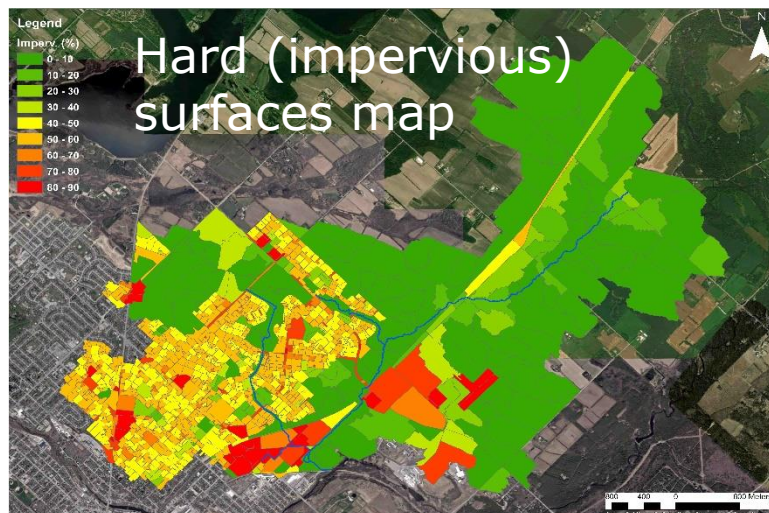 Legend
Imperv. (%)
0 - 10
10 - 20
20 - 30
30 - 40
40 - 50
50 - 60
60 - 70
70 - 80
80 - 90
Hard (impervious)
surfaces map
N
800 400 0 800 Meters